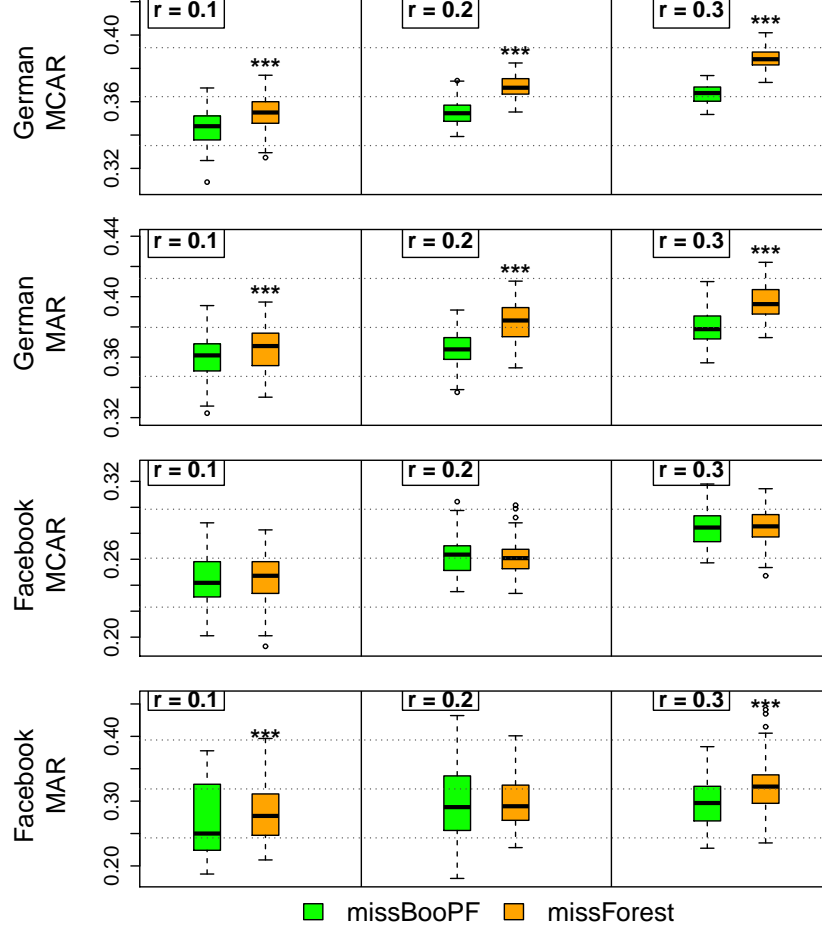 German
MCAR
0.40
0.36
0.32
r = 0.1
r = 0.2
r = 0.3
***
***
***
German
MAR
0.44
0.40
0.36
0.32
r = 0.1
r = 0.2
r = 0.3
***
***
***
Facebook
MCAR
0.32
0.26
0.20
r = 0.1
r = 0.2
r = 0.3
Facebook
MAR
0.40
0.30
0.20
r = 0.1
r = 0.2
r = 0.3
***
***
missBooPF missForest